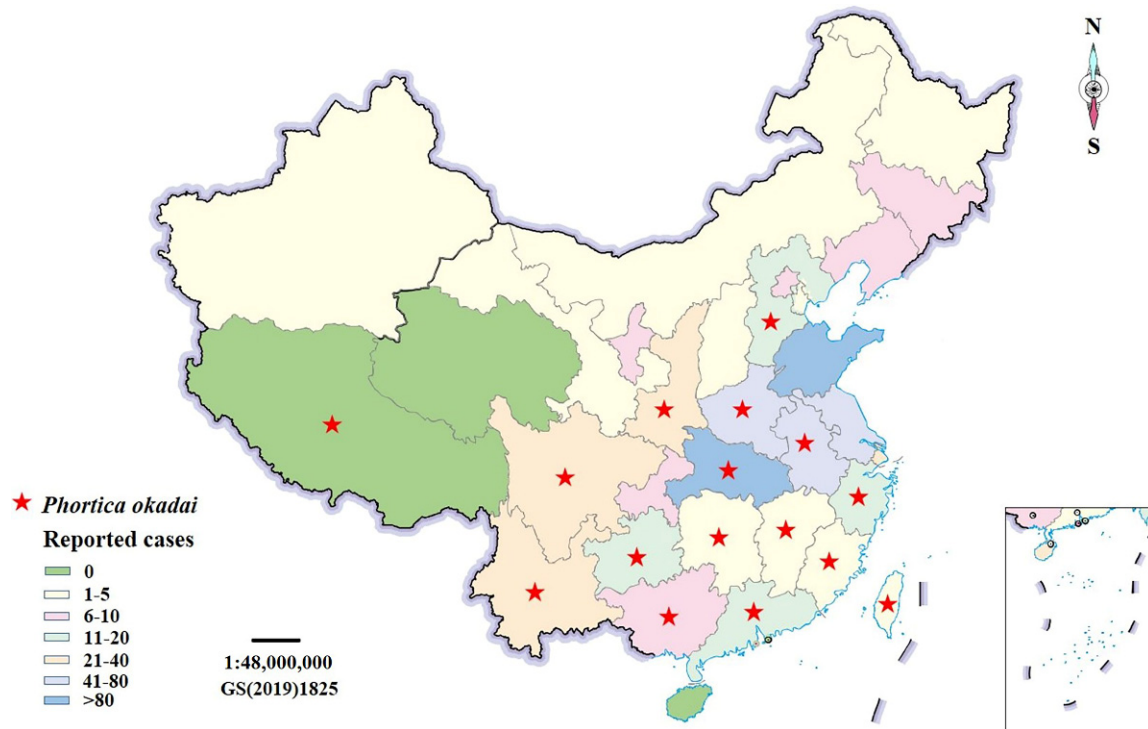 N
S
Phortica okadai
Reported cases
0
1-5
6-10
11-20
21-40
41-80
>80
1:48,000,000
GS(2019)1825